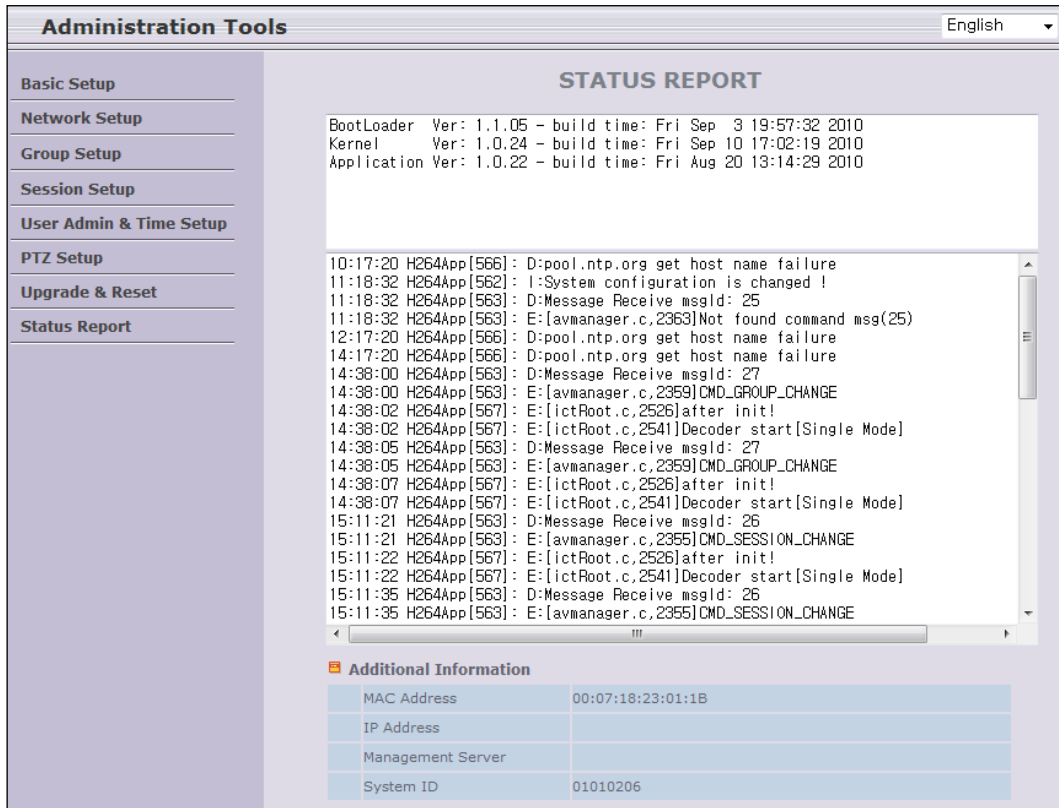 Administration Tools
English
Basic Setup
Network Setup
Group Setup
Session Setup
User Admin & Time Setup
PTZ Setup
Upgrade & Reset
Status Report
STATUS REPORT
BootLoader Ver: 1.1.05 - build time: Fri Sep 3 19:57:32 2010
Kernel Ver: 1.0.24 - build time: Fri Sep 10 17:02:19 2010
Application Ver: 1.0.22 - build time: Fri Aug 20 13:14:29 2010
10:17:20 H264App[566]: D:pool.ntp.org get host name failure
11:18:32 H264App[562]: I:System configuration is changed !
11:18:32 H264App[563]: D:Message Receive msgId: 25
11:18:32 H264App[563]: E:[avmanager.c,2363]Not found command msg(25)
12:17:20 H264App[566]: D:pool.ntp.org get host name failure
14:17:20 H264App[566]: D:pool.ntp.org get host name failure
14:38:00 H264App[563]: D:Message Receive msgId: 27
14:38:00 H264App[563]: E:[avmanager.c,2359]CMD_GROUP_CHANGE
14:38:02 H264App[567]: E:[ictRoot.c,2526]after init!
14:38:02 H264App[567]: E:[ictRoot.c,2541]Decoder start[Single Mode]
14:38:05 H264App[563]: D:Message Receive msgId: 27
14:38:05 H264App[563]: E:[avmanager.c,2359]CMD_GROUP_CHANGE
14:38:07 H264App[567]: E:[ictRoot.c,2526]after init!
14:38:07 H264App[567]: E:[ictRoot.c,2541]Decoder start[Single Mode]
15:11:21 H264App[563]: D:Message Receive msgId: 26
15:11:21 H264App[563]: E:[avmanager.c,2355]CMD_SESSION_CHANGE
15:11:22 H264App[567]: E:[ictRoot.c,2526]after init!
15:11:22 H264App[567]: E:[ictRoot.c,2541]Decoder start[Single Mode]
15:11:35 H264App[563]: D:Message Receive msgId: 26
15:11:35 H264App[563]: E:[avmanager.c,2355]CMD_SESSION_CHANGE
Additional Information
MAC Address 00:07:18:23:01:1B
IP Address
Management Server
System ID 01010206